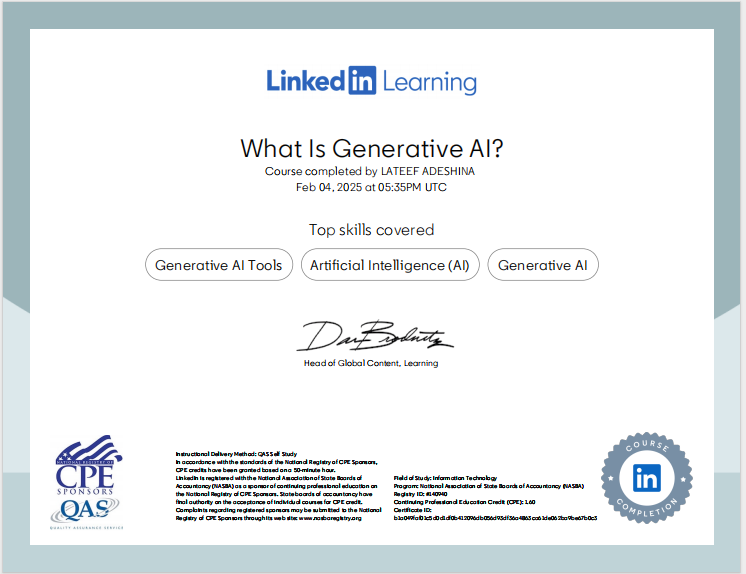 LinkedIn Learning
What Is Generative AI?
Course completed by LATEEF ADESHINA
Feb 04, 2025 at 05:35PM UTC
Top skills covered
Generative AI Tools
Artificial Intelligence (AI)
Generative AI
Head of Global Content, Learning
NATIONAL REGISTRY OF
CPE
SPONSORS
QAS
QUALITY ASSURANCE SERVICE
Instructional Delivery Method: QAS Self Study
In accordance with the standards of the National Registry of CPE Sponsors,
CPE credits have been granted based on a 50-minute hour.
LinkedIn is registered with the National Association of State Boards of
Accountancy (NASBA) as a sponsor of continuing professional education on
the National Registry of CPE Sponsors. State boards of accountancy have
final authority on the acceptance of individual courses for CPE credit.
Complaints regarding registered sponsors may be submitted to the National
Registry of CPE Sponsors through its web site: www.nasbaregistry.org
Field of Study: Information Technology
Program: National Association of State Boards of Accountancy (NASBA)
Registry ID: #140940
Continuing Professional Education Credit (CPE): 1.60
Certificate ID:
COURSE
in
COMPLETION